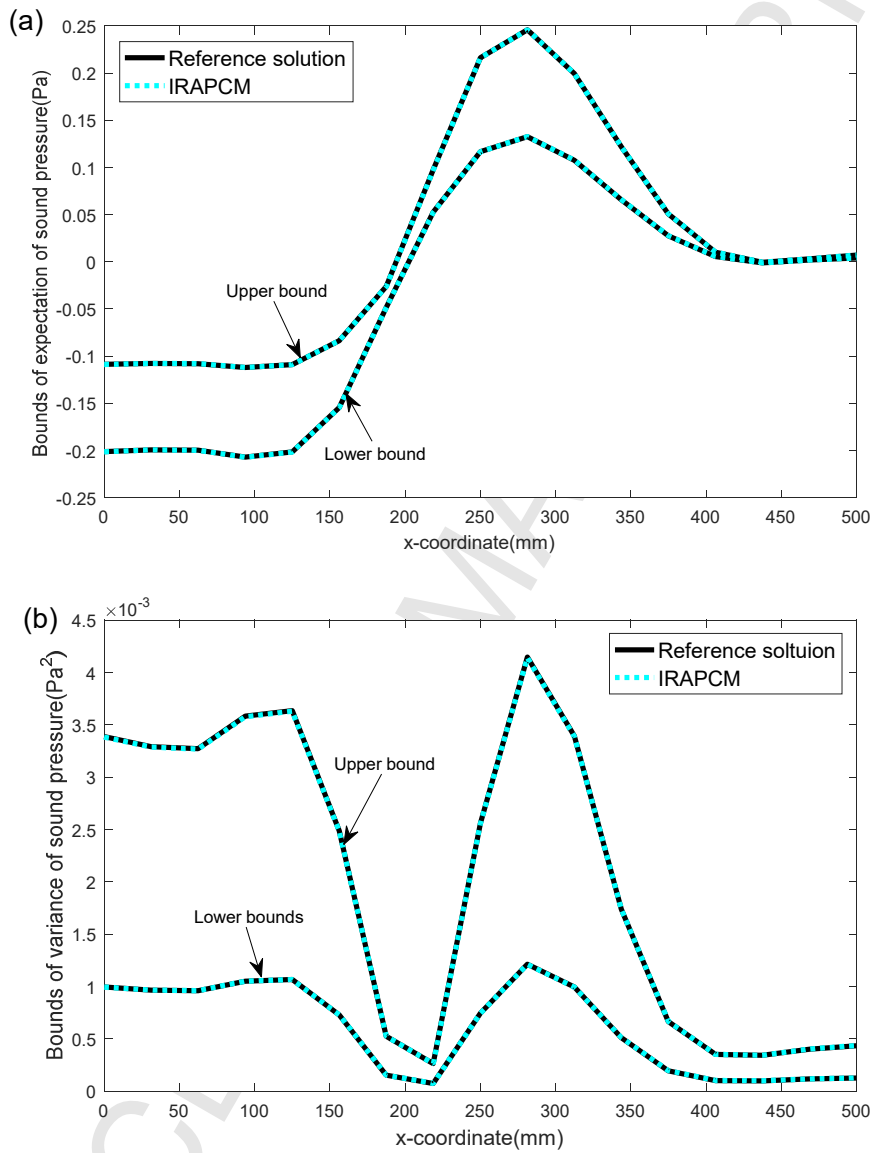 (a)
Bounds of expectation of sound pressure(Pa)
0.25
0.2
0.15
0.1
0.05
0
-0.05
-0.1
-0.15
-0.2
-0.25
Reference solution
IRAPCM
Upper bound
Lower bound
0 50 100 150 200 250 300 350 400 450 500
x-coordinate(mm)
(b)
×10⁻³
Bounds of variance of sound pressure(Pa²)
4.5
4
3.5
3
2.5
2
1.5
1
0.5
0
Reference soltuion
IRAPCM
Upper bound
Lower bounds
0 50 100 150 200 250 300 350 400 450 500
x-coordinate(mm)